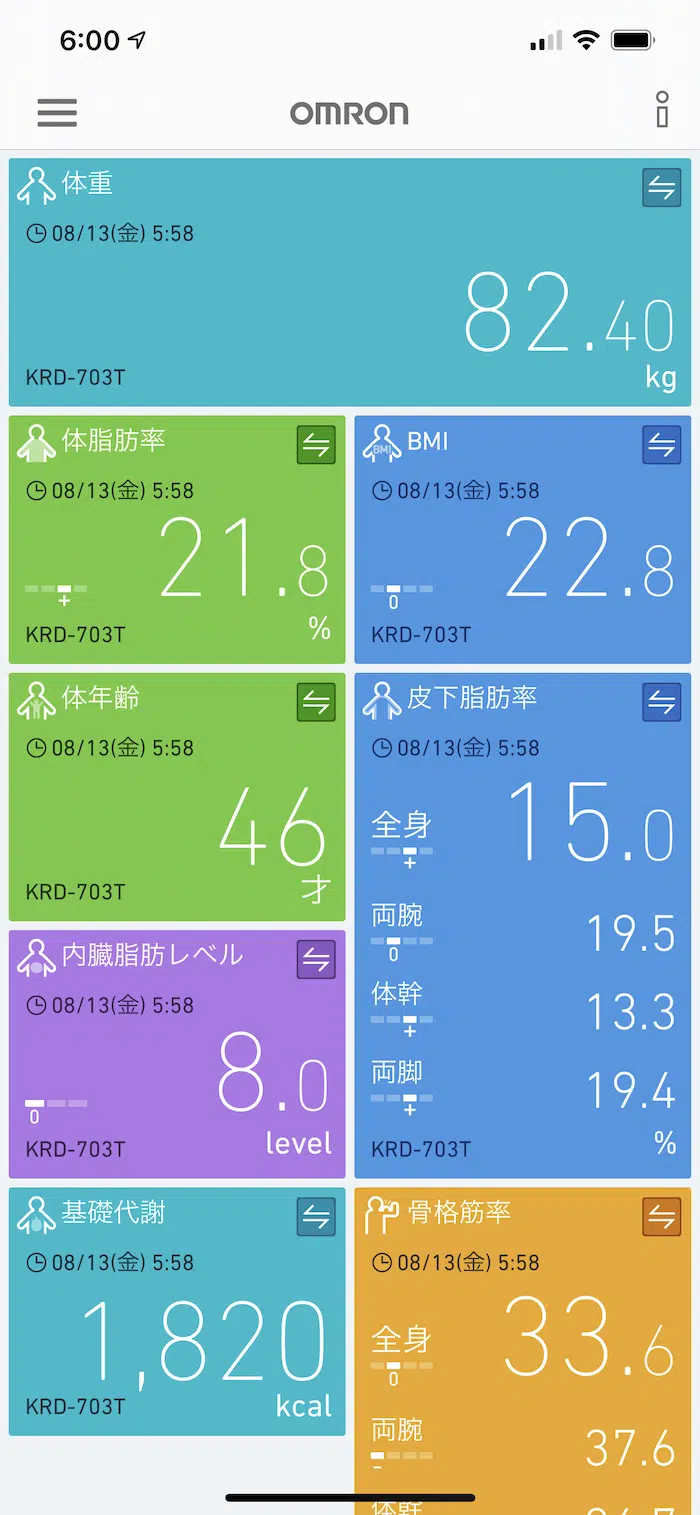 6:00
OMRON
体重
08/13(金) 5:58
82.40
kg
KRD-703T
体脂肪率
08/13(金) 5:58
21.8
+
%
KRD-703T
BMI
BMI
08/13(金) 5:58
22.8
0
KRD-703T
体年齢
08/13(金) 5:58
46
才
KRD-703T
皮下脂肪率
08/13(金) 5:58
全身
15.0
+
両腕
19.5
0
体幹
13.3
+
両脚
19.4
+
%
KRD-703T
内臓脂肪レベル
08/13(金) 5:58
8.0
0
level
KRD-703T
基礎代謝
08/13(金) 5:58
1,820
kcal
KRD-703T
骨格筋率
08/13(金) 5:58
全身
33.6
0
両腕
37.6
-
体幹